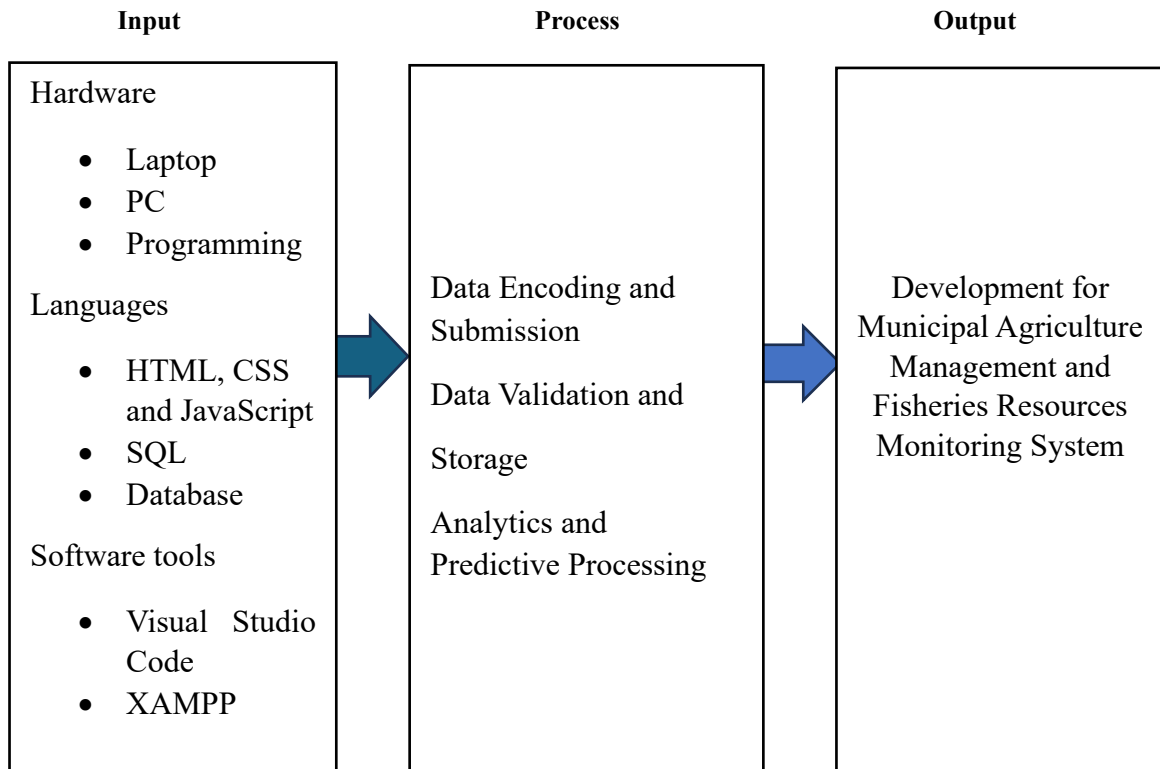 Input
Process
Output
Hardware
• Laptop
• PC
• Programming
Languages
• HTML, CSS
and JavaScript
• SQL
• Database
Software tools
• Visual Studio
Code
• XAMPP
Data Encoding and
Submission
Data Validation and
Storage
Analytics and
Predictive Processing
Development for
Municipal Agriculture
Management and
Fisheries Resources
Monitoring System